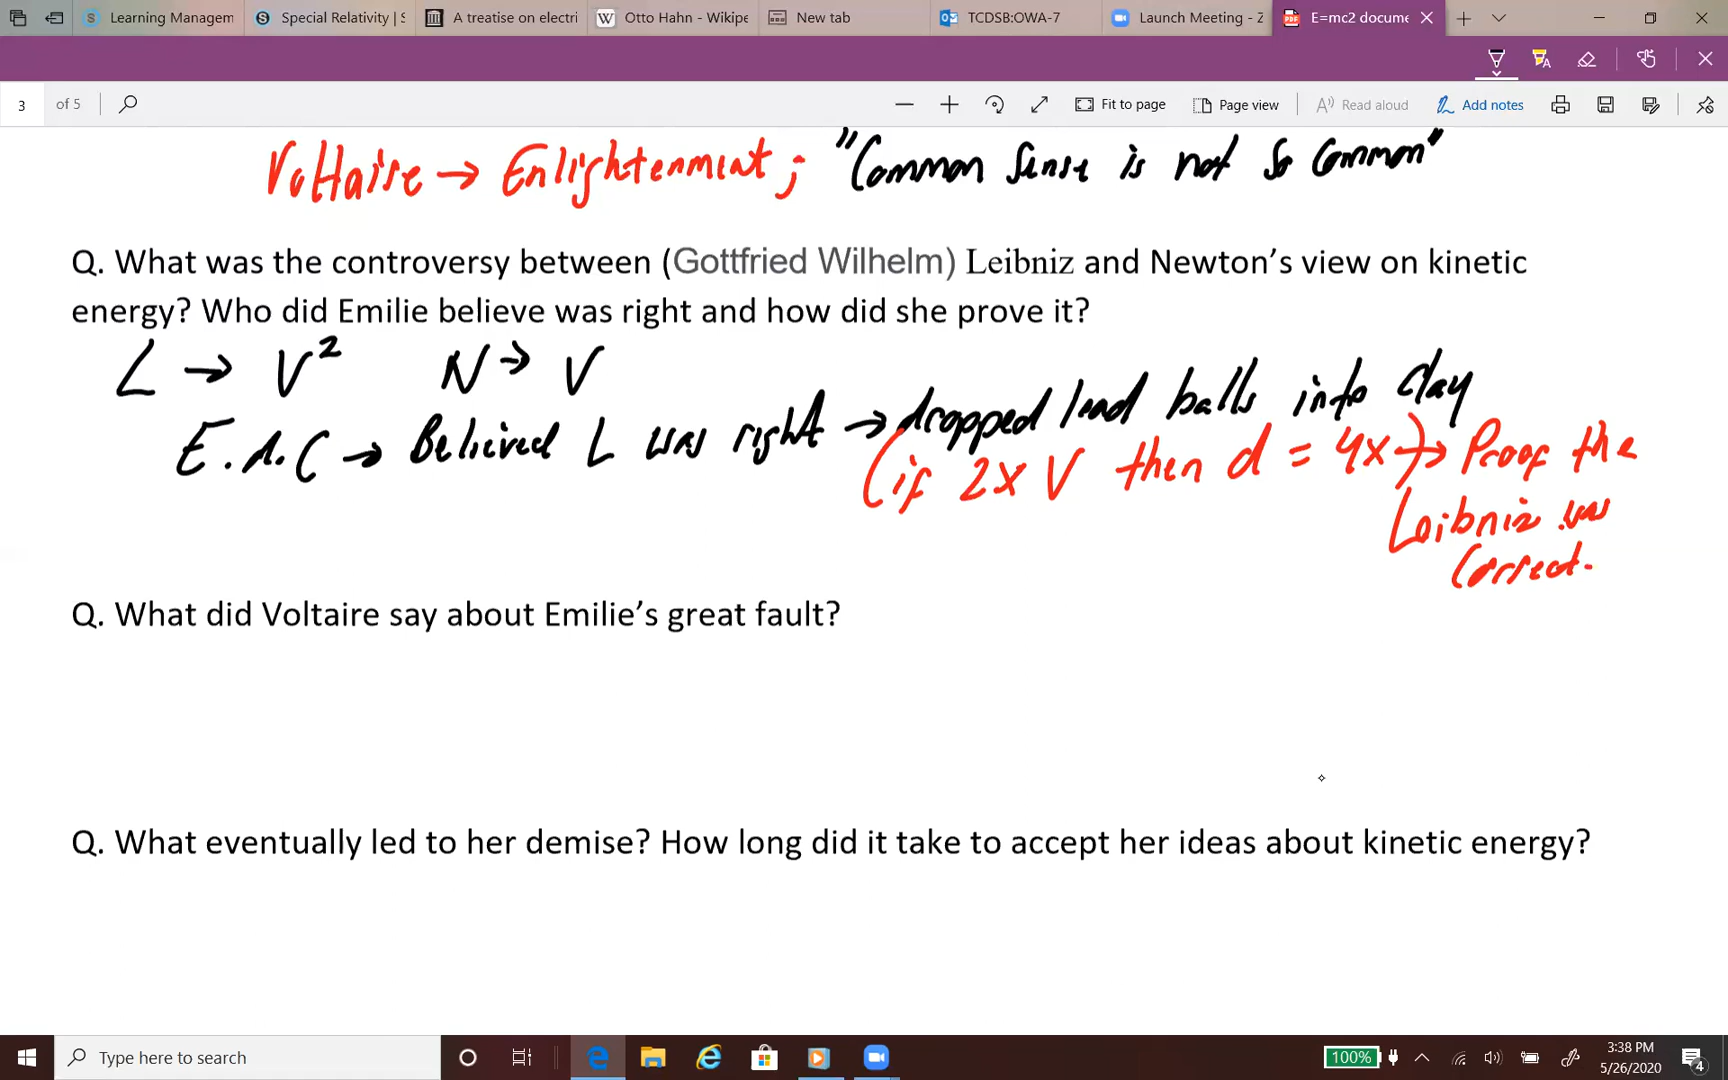 Learning Managem
Special Relativity | S
A treatise on electri
Otto Hahn - Wikipe
New tab
TCDSB:OWA-7
Launch Meeting - Z
E=mc2 docume
3 of 5
Fit to page
Page view
Read aloud
Add notes
Voltaire → Enlightenment ; "Common Sense is not so common"
Q. What was the controversy between (Gottfried Wilhelm) Leibniz and Newton's view on kinetic
energy? Who did Emilie believe was right and how did she prove it?
L → V² N → V
E.d.C → Believed L was right → dropped lead balls into clay
(if 2x V then d = 4x) → Proof the
Leibniz was
correct.
Q. What did Voltaire say about Emilie's great fault?
Q. What eventually led to her demise? How long did it take to accept her ideas about kinetic energy?
Type here to search
100%
3:38 PM
5/26/2020
4